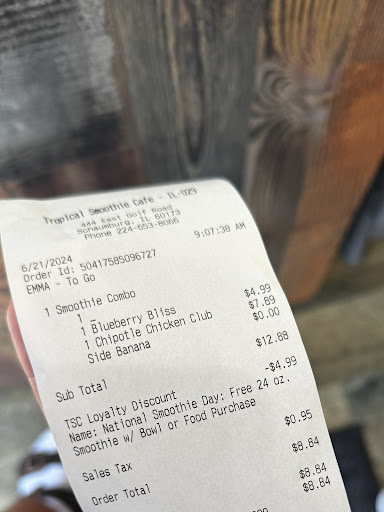 Tropical Smoothie Cafe - IL-029
444 East Golf Road
Schaumburg, IL 60173
Phone 224-653-8066
6/21/2024 9:07:38 AM
Order Id: 50417585096727
EMMA - To Go
1 Smoothie Combo
1 _
1 Blueberry Bliss $4.99
1 Chipotle Chicken Club $7.89
Side Banana $0.00
Sub Total $12.88
TSC Loyalty Discount -$4.99
Name: National Smoothie Day: Free 24 oz.
Smoothie w/ Bowl or Food Purchase
Sales Tax $0.95
Order Total $8.84
$8.84
$8.84